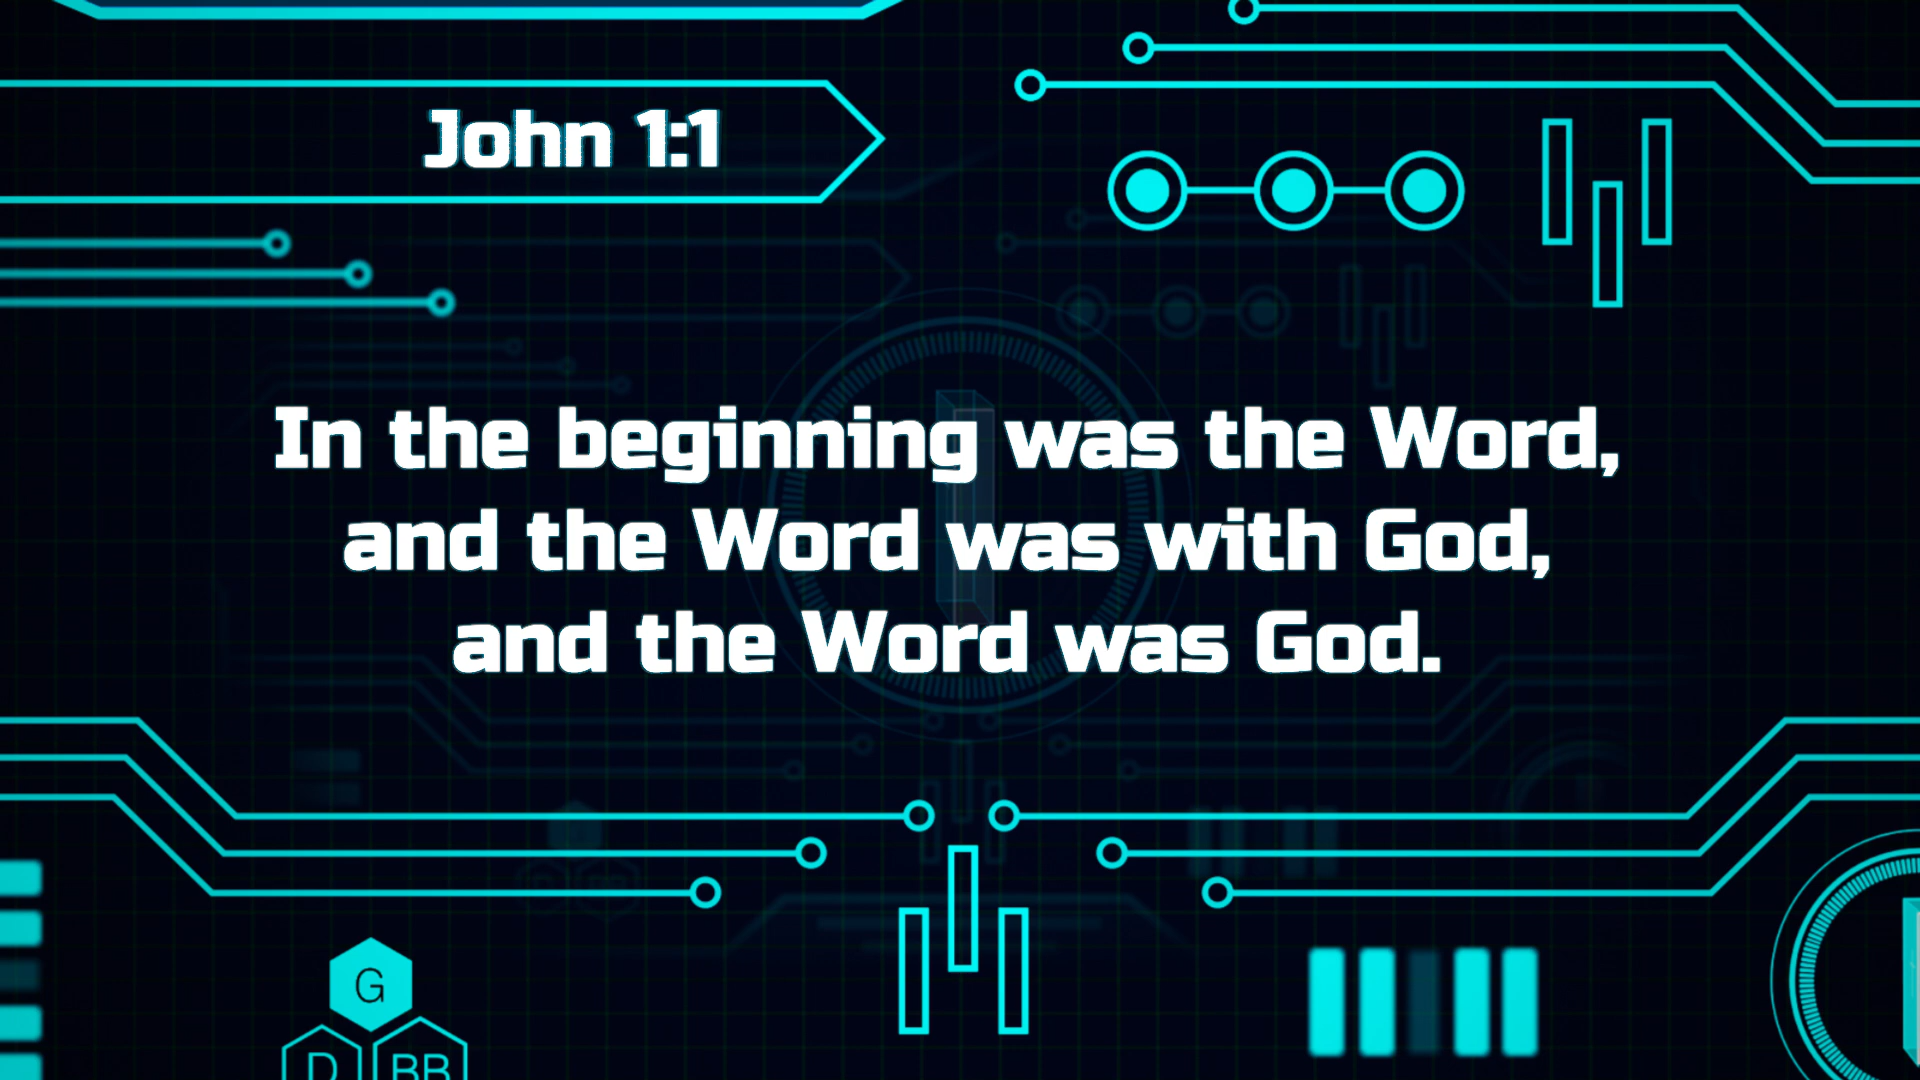 John 1:1
In the beginning was the Word,
and the Word was with God,
and the Word was God.
G
D
BB